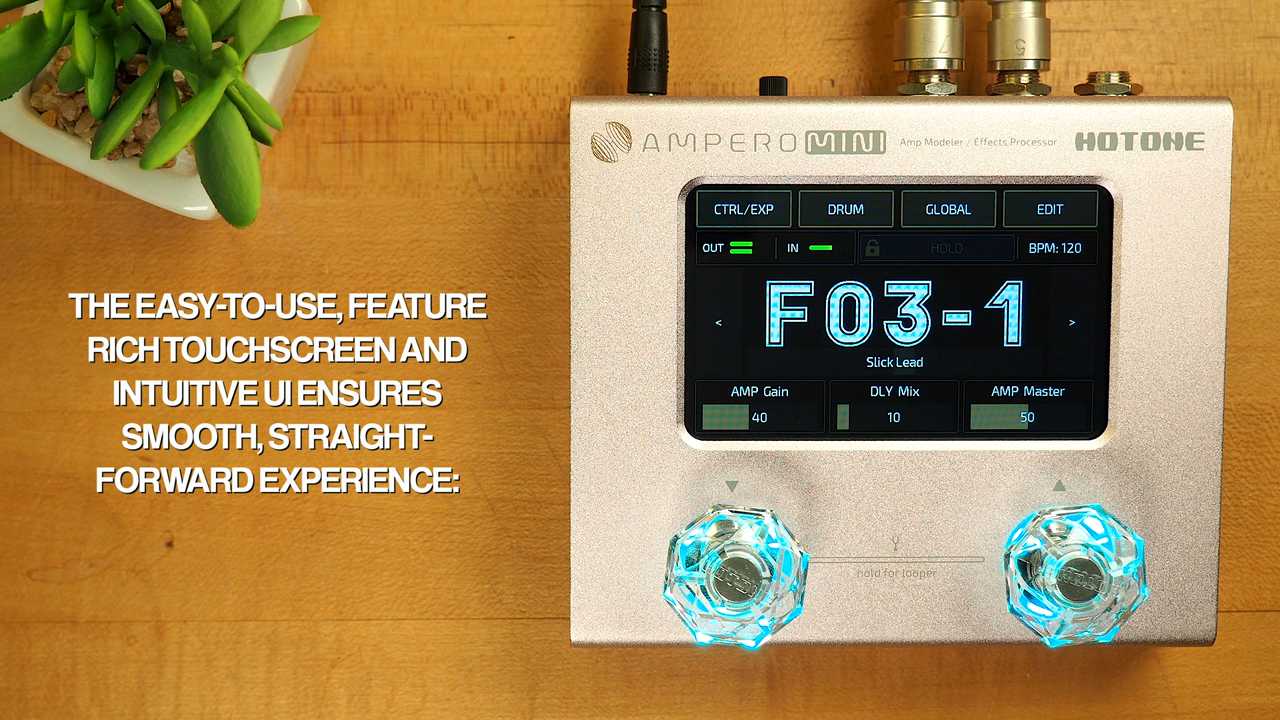 THE EASY-TO-USE, FEATURE
RICH TOUCHSCREEN AND
INTUITIVE UI ENSURES
SMOOTH, STRAIGHT-
FORWARD EXPERIENCE:
AMPERO MINI Amp Modeler / Effects Processor HOTONE
CTRL/EXP DRUM GLOBAL EDIT
OUT IN HOLD BPM: 120
< F03-1 >
Slick Lead
AMP Gain DLY Mix AMP Master
40 10 50
hold for looper